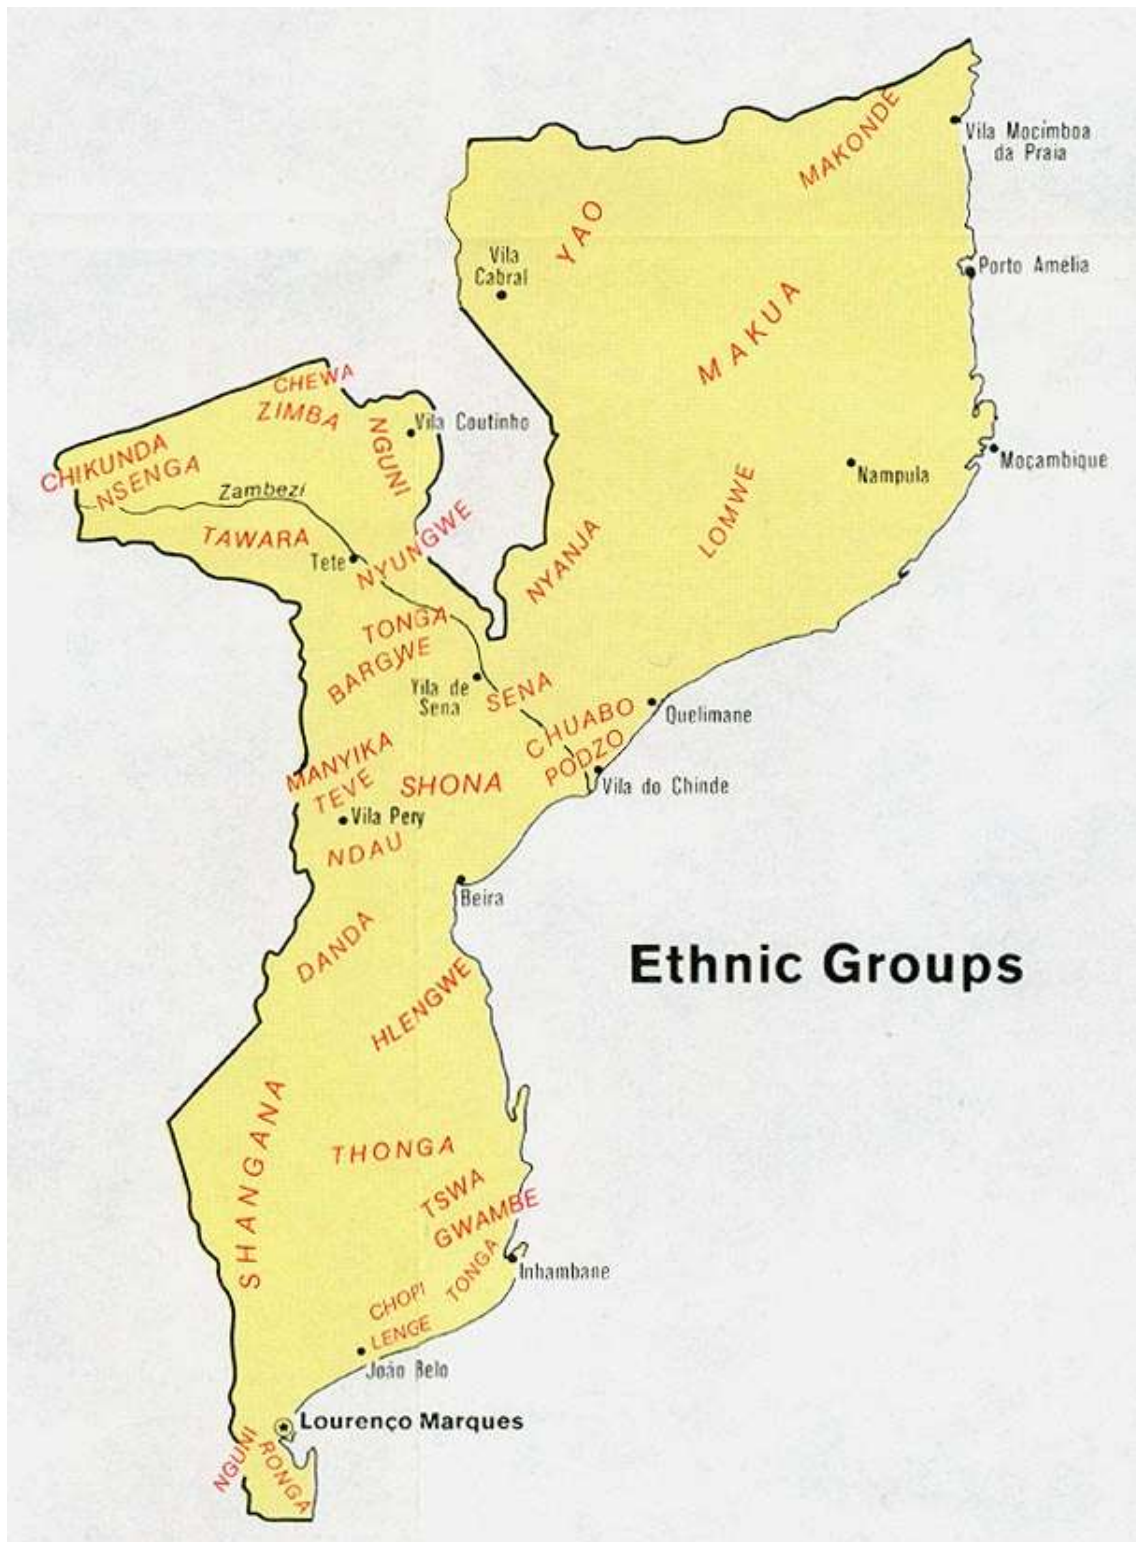 MAKONDE
Vila Mocímboa
da Praia
YAO
Vila
Cabral
Porto Amelia
MAKUA
CHEWA
ZIMBA
NGUNI
Vila Coutinho
CHIKUNDA
NSENGA
Zambezi
Nampula
Moçambique
LOMWE
TAWARA
Tete
NYUNGWE
NYANJA
TONGA
BARGWE
Vila de
Sena
SENA
CHUABO
PODZO
Quelimane
Vila do Chinde
MANYIKA
TEVE
SHONA
Vila Pery
NDAU
Beira
DANDA
HLENGWE
Ethnic Groups
SHANGANA
THONGA
TSWA
GWAMBE
TONGA
Inhambane
CHOPI
LENGE
João Belo
Lourenço Marques
NGUNI
RONGA